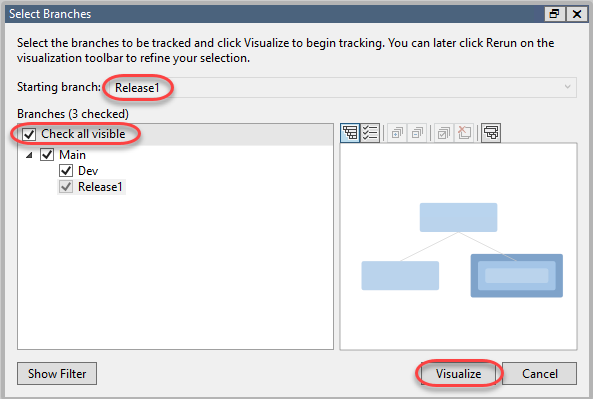 Select Branches
Select the branches to be tracked and click Visualize to begin tracking. You can later click Rerun on the
visualization toolbar to refine your selection.
Starting branch: Release1
Branches (3 checked)
Check all visible
Main
Dev
Release1
Show Filter
Visualize
Cancel